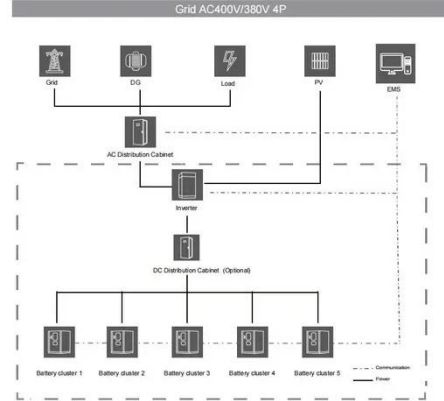 Grid AC400V/380V 4P
Grid
DG
Load
PV
EMS
AC Distribution Cabinet
Inverter
DC Distribution Cabinet (Optional)
Battery cluster 1
Battery cluster 2
Battery cluster 3
Battery cluster 4
Battery cluster 5
Communication
Power